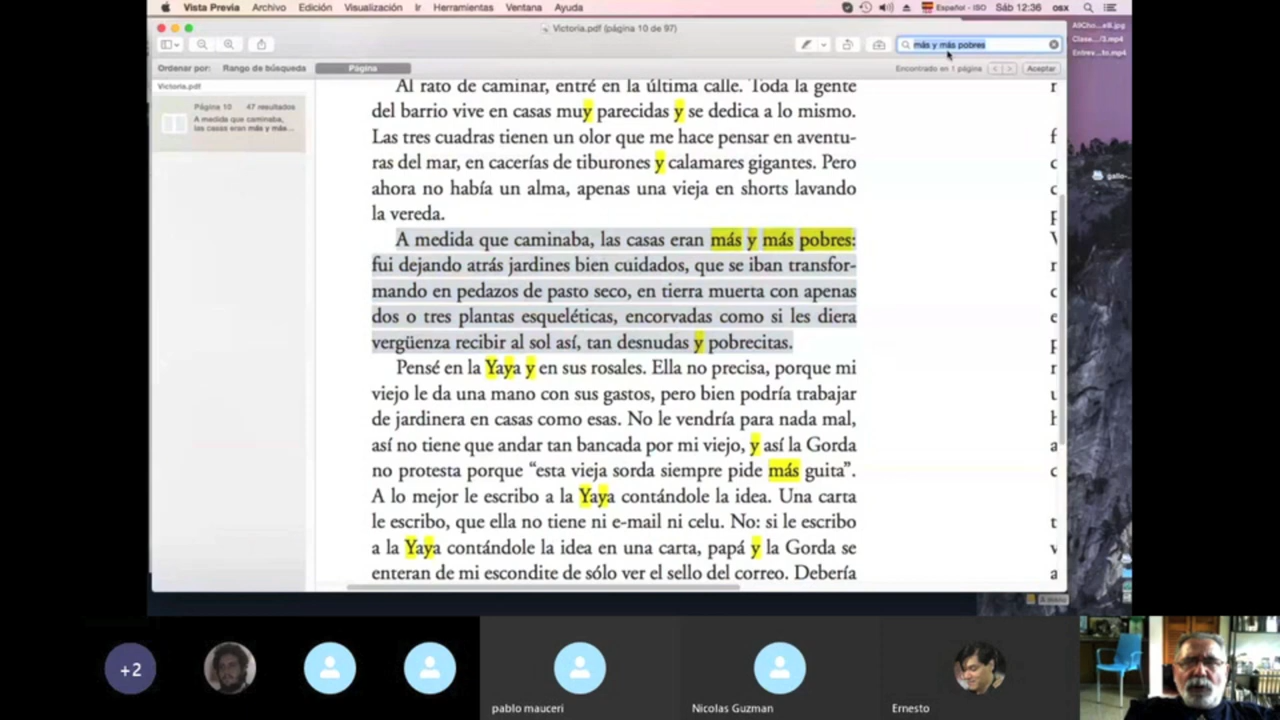 Vista Previa Archivo Edición Visualización Ir Herramientas Ventana Ayuda Español - ISO Sáb 12:36 OSX
Victoria.pdf (página 10 de 97)
más y más pobres
Ordenar por: Rango de búsqueda Página Encontrado en 1 página < > Aceptar
Victoria.pdf
Página 10 47 resultados
A medida que caminaba,
las casas eran más y más...
Al rato de caminar, entré en la última calle. Toda la gente
del barrio vive en casas muy parecidas y se dedica a lo mismo.
Las tres cuadras tienen un olor que me hace pensar en aventu-
ras del mar, en cacerías de tiburones y calamares gigantes. Pero
ahora no había un alma, apenas una vieja en shorts lavando
la vereda.
A medida que caminaba, las casas eran más y más pobres:
fui dejando atrás jardines bien cuidados, que se iban transfor-
mando en pedazos de pasto seco, en tierra muerta con apenas
dos o tres plantas esqueléticas, encorvadas como si les diera
vergüenza recibir al sol así, tan desnudas y pobrecitas.
Pensé en la Yaya y en sus rosales. Ella no precisa, porque mi
viejo le da una mano con sus gastos, pero bien podría trabajar
de jardinera en casas como esas. No le vendría para nada mal,
así no tiene que andar tan bancada por mi viejo, y así la Gorda
no protesta porque “esta vieja sorda siempre pide más guita”.
A lo mejor le escribo a la Yaya contándole la idea. Una carta
le escribo, que ella no tiene ni e-mail ni celu. No: si le escribo
a la Yaya contándole la idea en una carta, papá y la Gorda se
enteran de mi escondite de sólo ver el sello del correo. Debería
+2
pablo mauceri
Nicolas Guzman
Ernesto